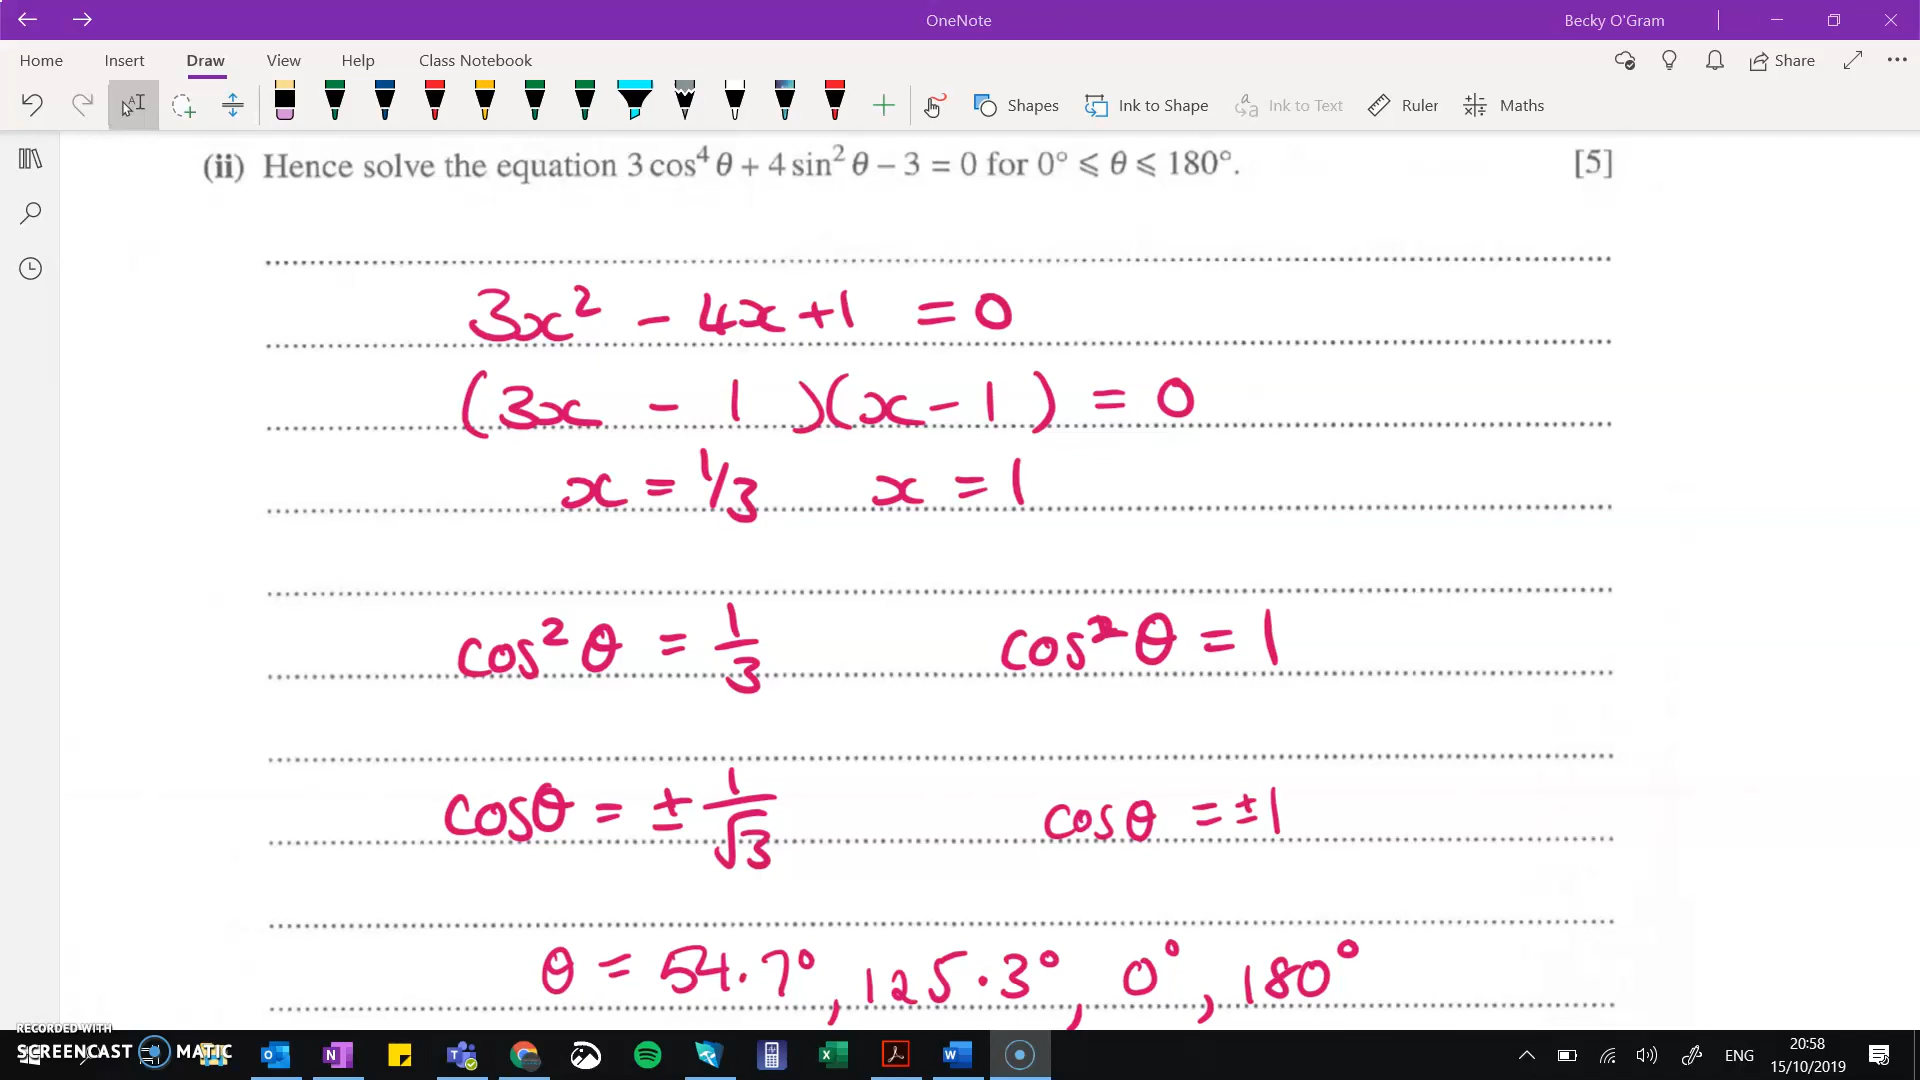 OneNote
Becky O'Gram
Home Insert Draw View Help Class Notebook
Share
Shapes Ink to Shape Ink to Text Ruler Maths
(ii) Hence solve the equation 3 cos⁴ θ + 4 sin² θ − 3 = 0 for 0° ⩽ θ ⩽ 180°. [5]
3x² − 4x + 1 = 0
(3x − 1)(x − 1) = 0
x = 1/3 x = 1
cos² θ = 1/3 cos² θ = 1
cosθ = ± 1/√3 cosθ = ±1
θ = 54.7°, 125.3°, 0°, 180°
RECORDED WITH
SCREENCAST MATIC
ENG
20:58
15/10/2019